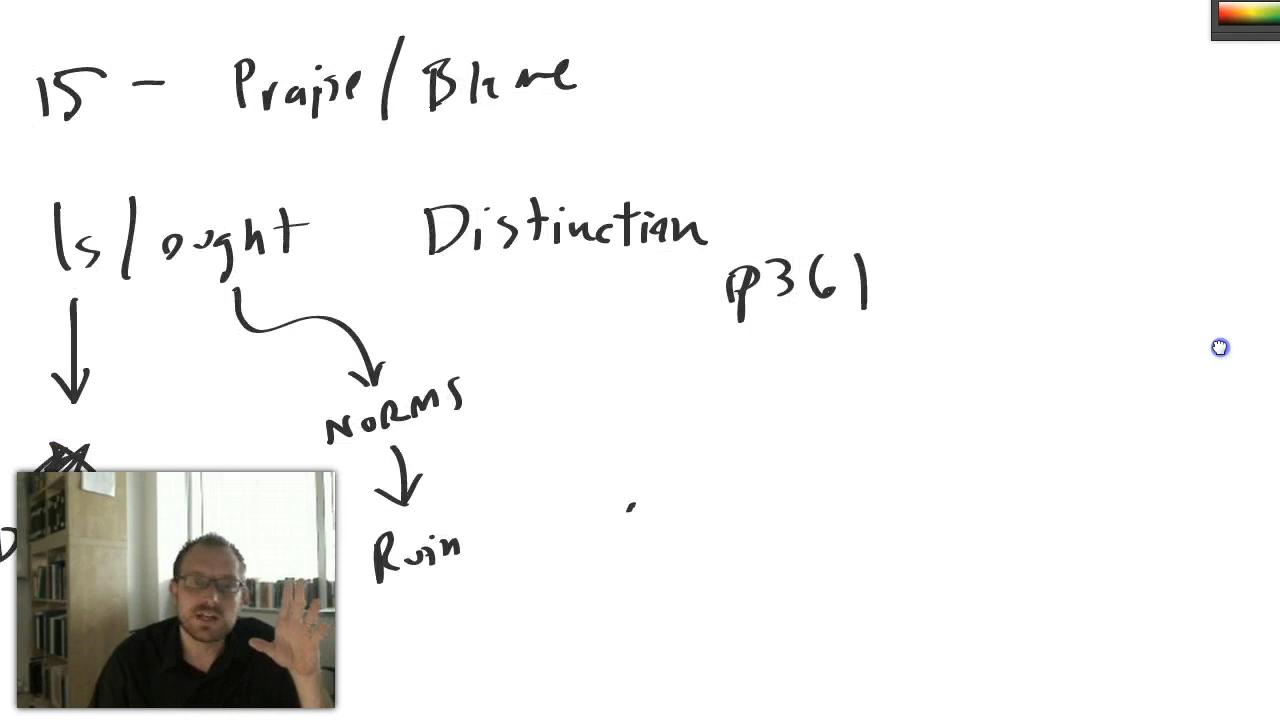 15 - Praise/Blame
Is/ought Distinction
p361
NORMS
Ruin